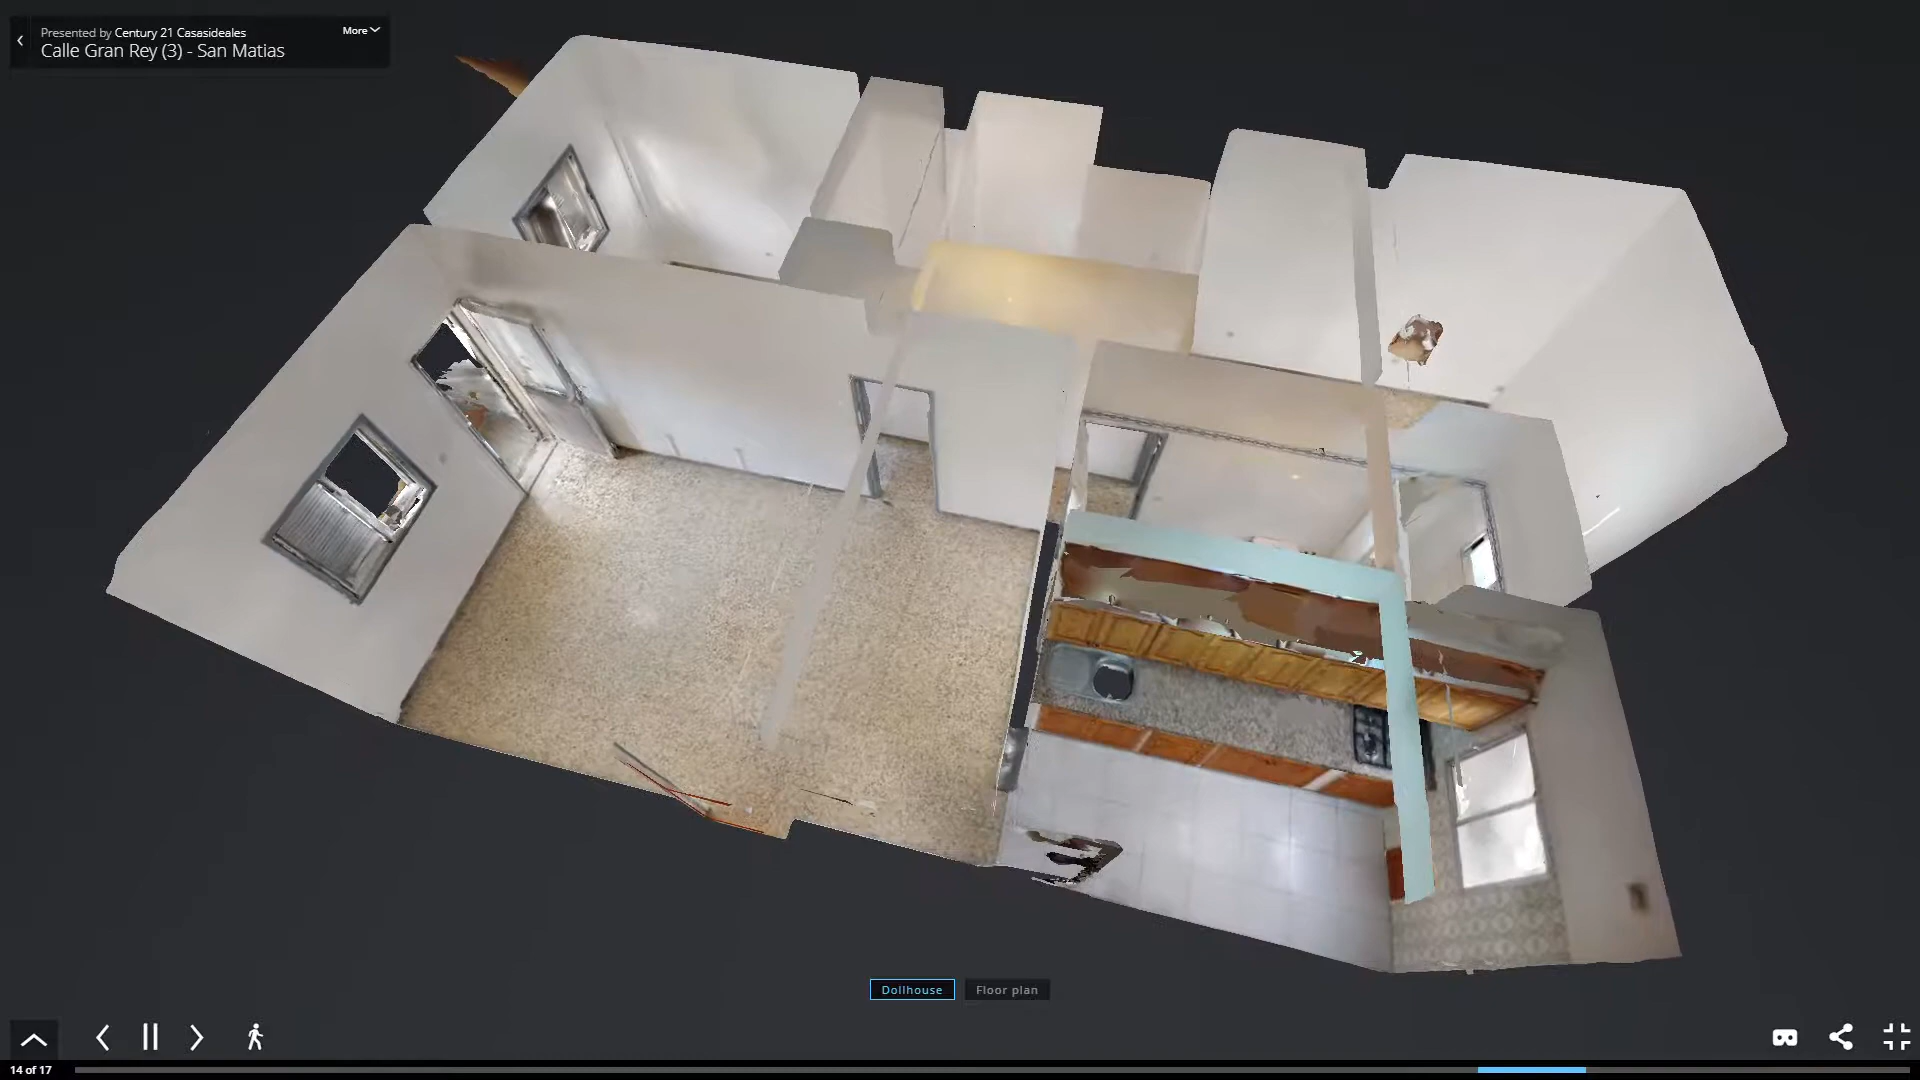 Presented by Century 21 Casasideales
More
Calle Gran Rey (3) - San Matias
Dollhouse
Floor plan
14 of 17